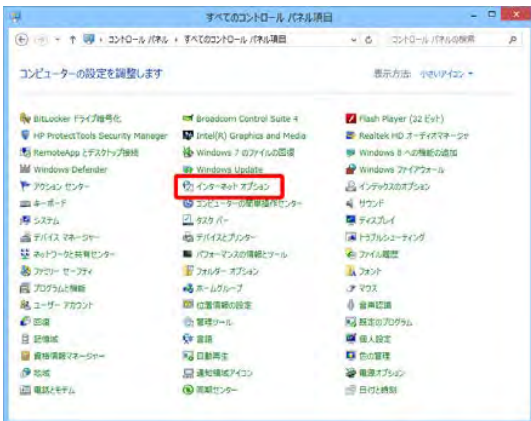 すべてのコントロール パネル項目
コントロール パネル ▸ すべてのコントロール パネル項目
コントロール パネルの検索
コンピューターの設定を調整します
表示方法: 小さいアイコン
BitLocker ドライブ暗号化
Broadcom Control Suite 4
Flash Player (32 ビット)
HP ProtectTools Security Manager
Intel(R) Graphics and Media
Realtek HD オーディオマネージャ
RemoteApp とデスクトップ接続
Windows 7 のファイルの回復
Windows 8 への機能の追加
Windows Defender
Windows Update
Windows ファイアウォール
アクション センター
インターネット オプション
インデックスのオプション
キーボード
コンピューターの簡単操作センター
サウンド
システム
タスク バー
ディスプレイ
デバイス マネージャー
デバイスとプリンター
トラブルシューティング
ネットワークと共有センター
パフォーマンスの情報とツール
ファイル履歴
ファミリー セーフティ
フォルダー オプション
フォント
プログラムと機能
ホームグループ
マウス
ユーザー アカウント
位置情報の設定
音声認識
回復
管理ツール
既定のプログラム
記憶域
言語
個人設定
資格情報マネージャー
自動再生
色の管理
地域
通知領域アイコン
電源オプション
電話とモデム
同期センター
日付と時刻